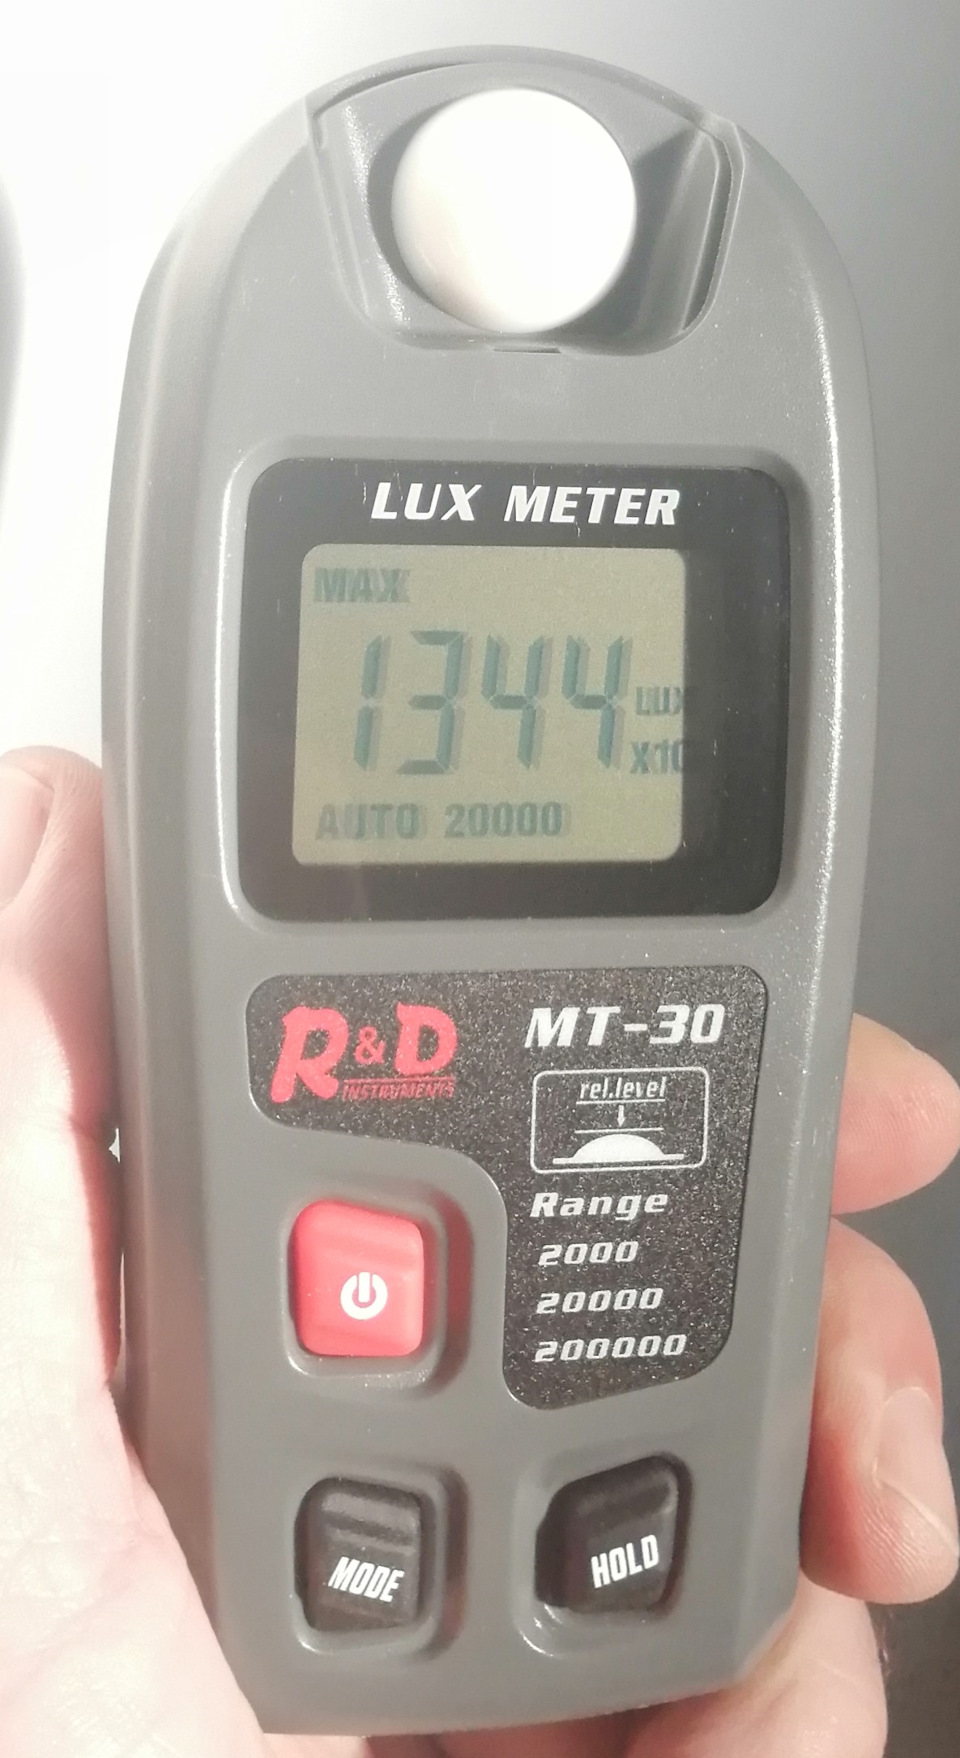 LUX METER
MAX
1344
LUX
X10
AUTO 20000
R&D
INSTRUMENTS
MT-30
rel.level
Range
2000
20000
200000
MODE
HOLD